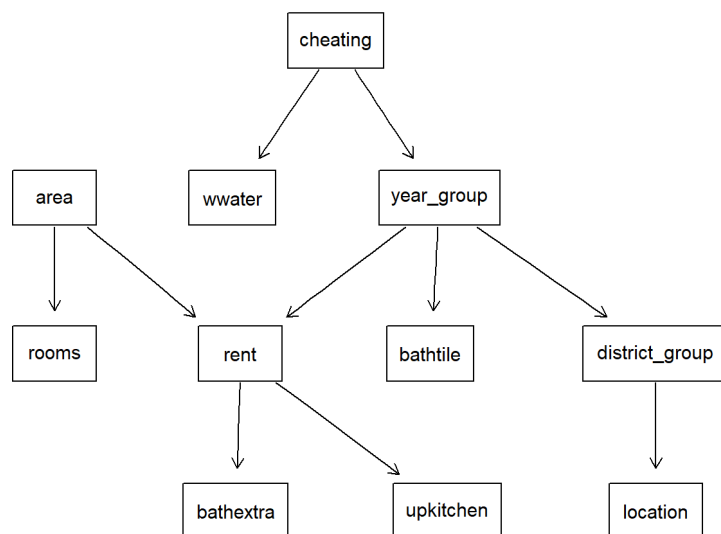 cheating
area
wwater
year_group
rooms
rent
bathtile
district_group
bathextra
upkitchen
location